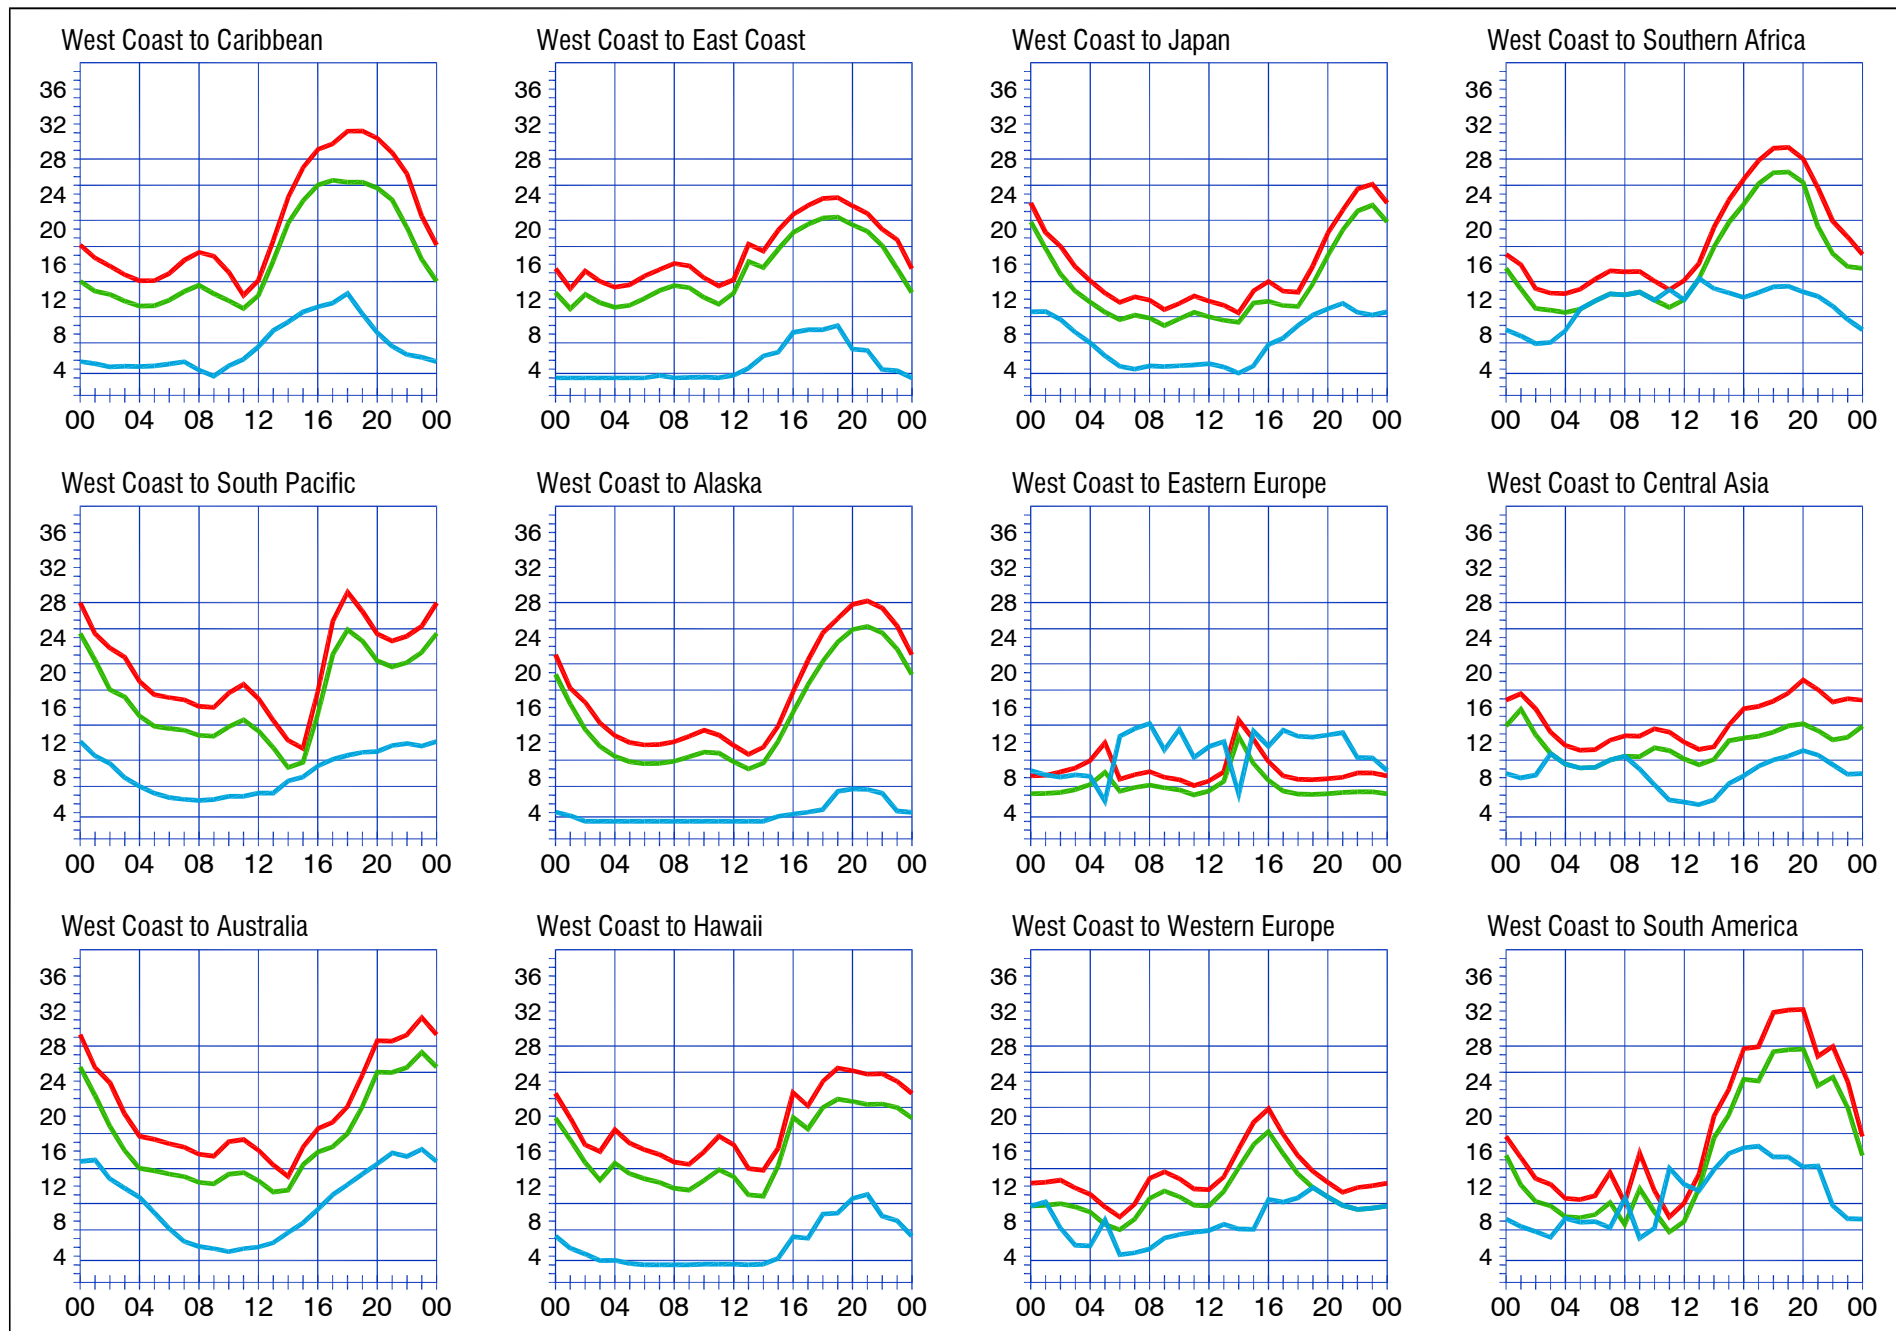 West Coast to Caribbean West Coast to East Coast West Coast to Japan West Coast to Southern Africa
36 36 36 36
32 32 32 32
28 28 28 28
24 24 24 24
20 20 20 20
16 16 16 16
12 12 12 12
8 8 8 8
4 4 4 4
00 04 08 12 16 20 00 00 04 08 12 16 20 00 00 04 08 12 16 20 00 00 04 08 12 16 20 00
West Coast to South Pacific West Coast to Alaska West Coast to Eastern Europe West Coast to Central Asia
36 36 36 36
32 32 32 32
28 28 28 28
24 24 24 24
20 20 20 20
16 16 16 16
12 12 12 12
8 8 8 8
4 4 4 4
00 04 08 12 16 20 00 00 04 08 12 16 20 00 00 04 08 12 16 20 00 00 04 08 12 16 20 00
West Coast to Australia West Coast to Hawaii West Coast to Western Europe West Coast to South America
36 36 36 36
32 32 32 32
28 28 28 28
24 24 24 24
20 20 20 20
16 16 16 16
12 12 12 12
8 8 8 8
4 4 4 4
00 04 08 12 16 20 00 00 04 08 12 16 20 00 00 04 08 12 16 20 00 00 04 08 12 16 20 00